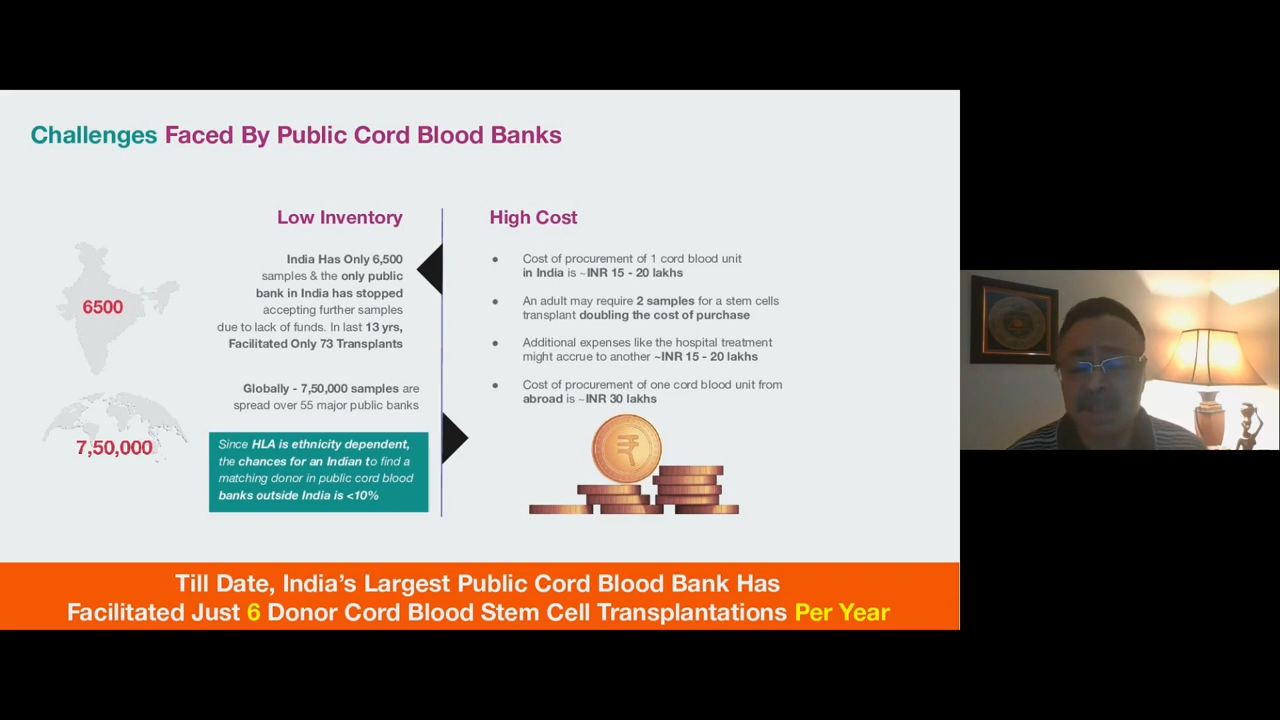 Challenges Faced By Public Cord Blood Banks
Low Inventory
India Has Only 6,500
samples & the only public
bank in India has stopped
accepting further samples
due to lack of funds. In last 13 yrs,
Facilitated Only 73 Transplants
6500
Globally - 7,50,000 samples are
spread over 55 major public banks
7,50,000
Since HLA is ethnicity dependent,
the chances for an Indian to find a
matching donor in public cord blood
banks outside India is <10%
High Cost
● Cost of procurement of 1 cord blood unit
in India is ~INR 15 - 20 lakhs
● An adult may require 2 samples for a stem cells
transplant doubling the cost of purchase
● Additional expenses like the hospital treatment
might accrue to another ~INR 15 - 20 lakhs
● Cost of procurement of one cord blood unit from
abroad is ~INR 30 lakhs
₹
Till Date, India’s Largest Public Cord Blood Bank Has
Facilitated Just 6 Donor Cord Blood Stem Cell Transplantations Per Year